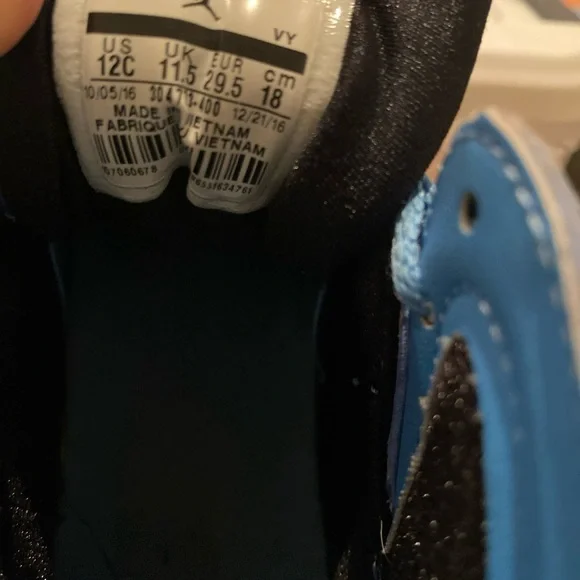 VY
US UK EUR cm
12C 11.5 29.5 18
10/05/16 12/21/16
MADE VIETNAM
FABRIQUE VIETNAM